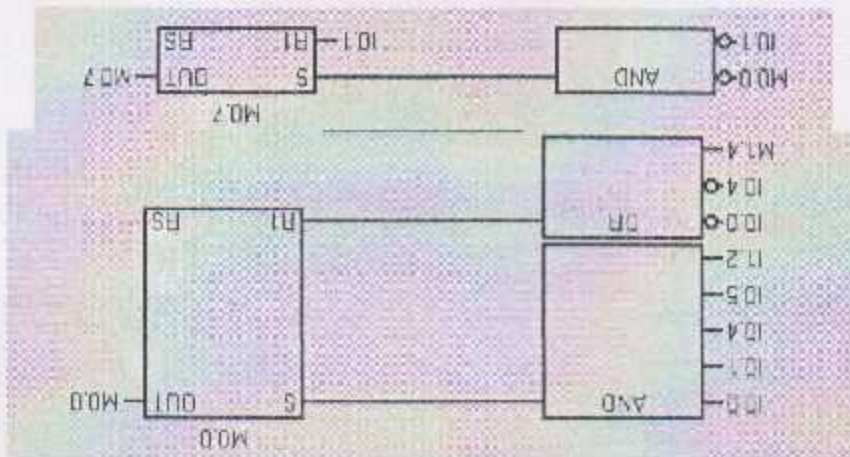 M0.0
I0.0 AND S OUT M0.0
I0.1
I0.4
I0.5
I1.2
I0.0 OR R1 RS
I0.4
M1.4
M0.7
M0.0 AND S OUT M0.7
I0.1 I0.1 R1 RS